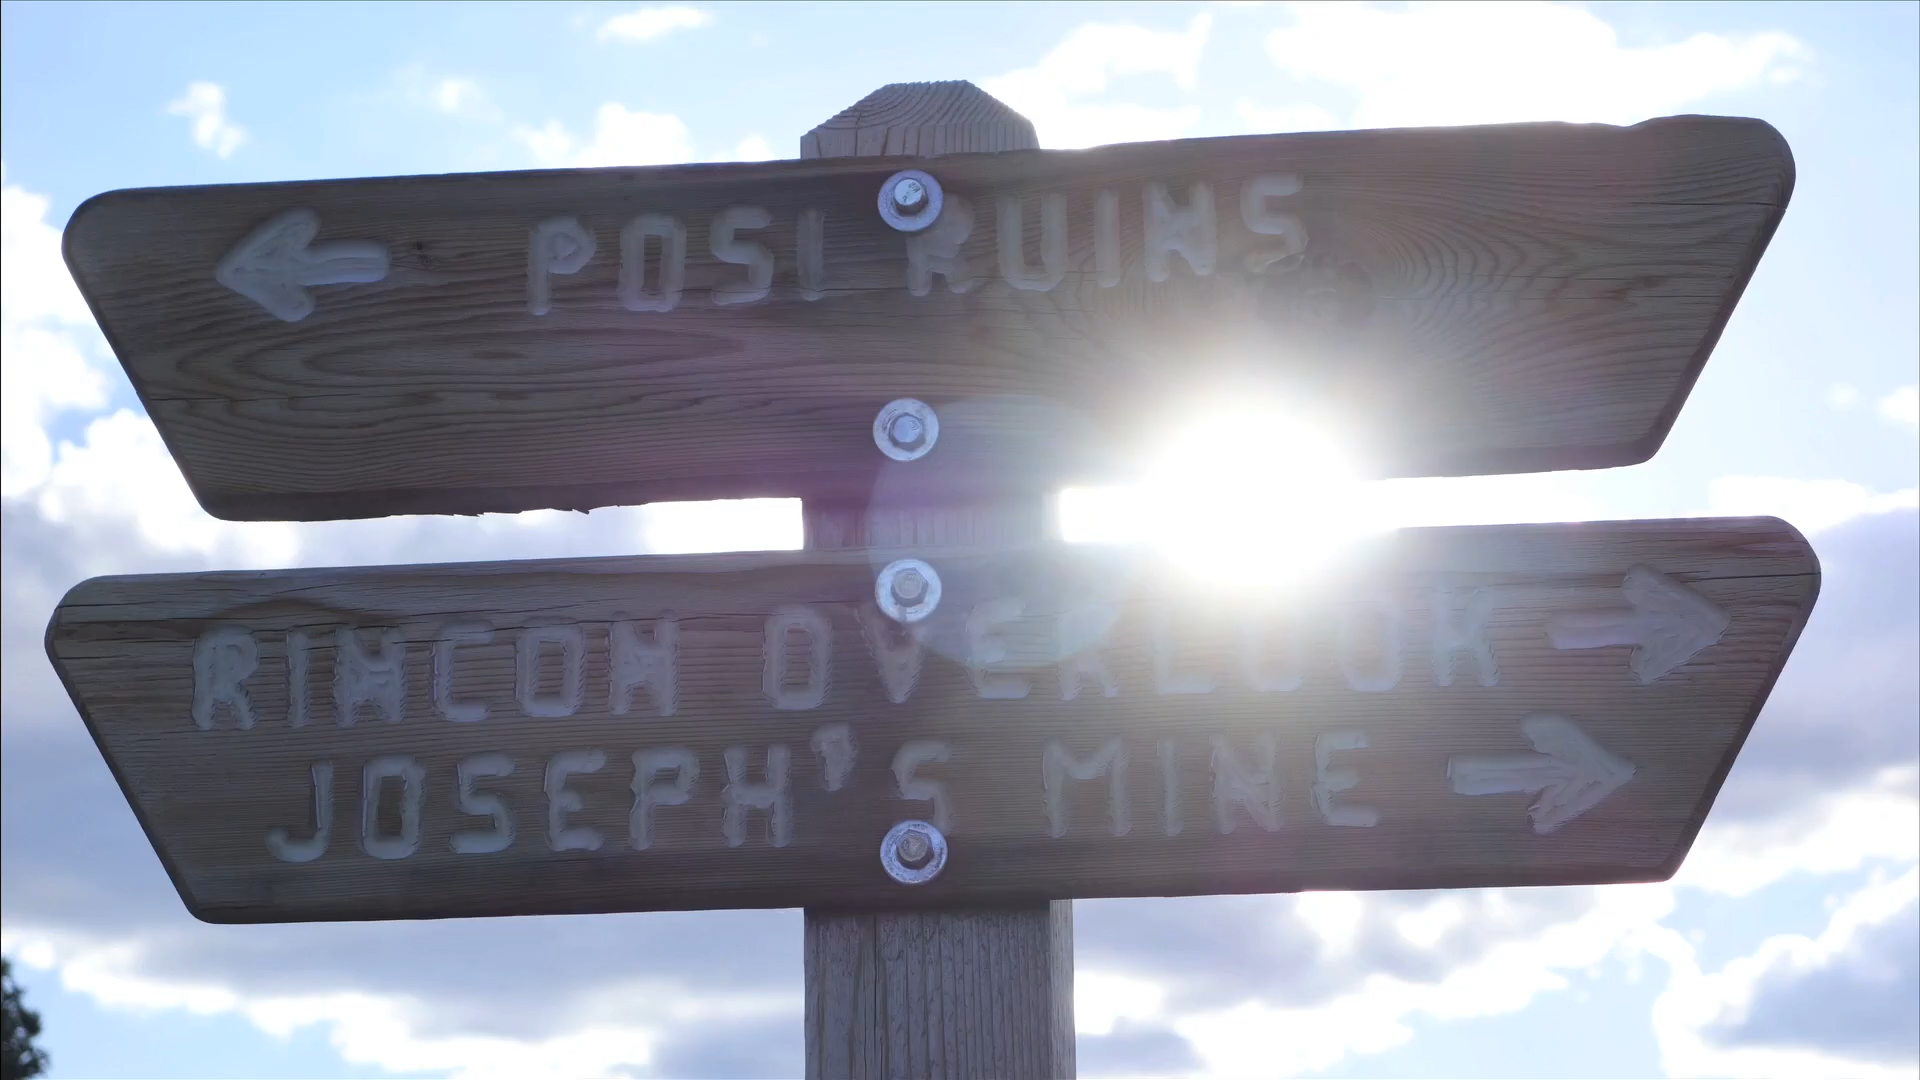 ← POSI RUINS
RINCON OVERLOOK →
JOSEPH'S MINE →